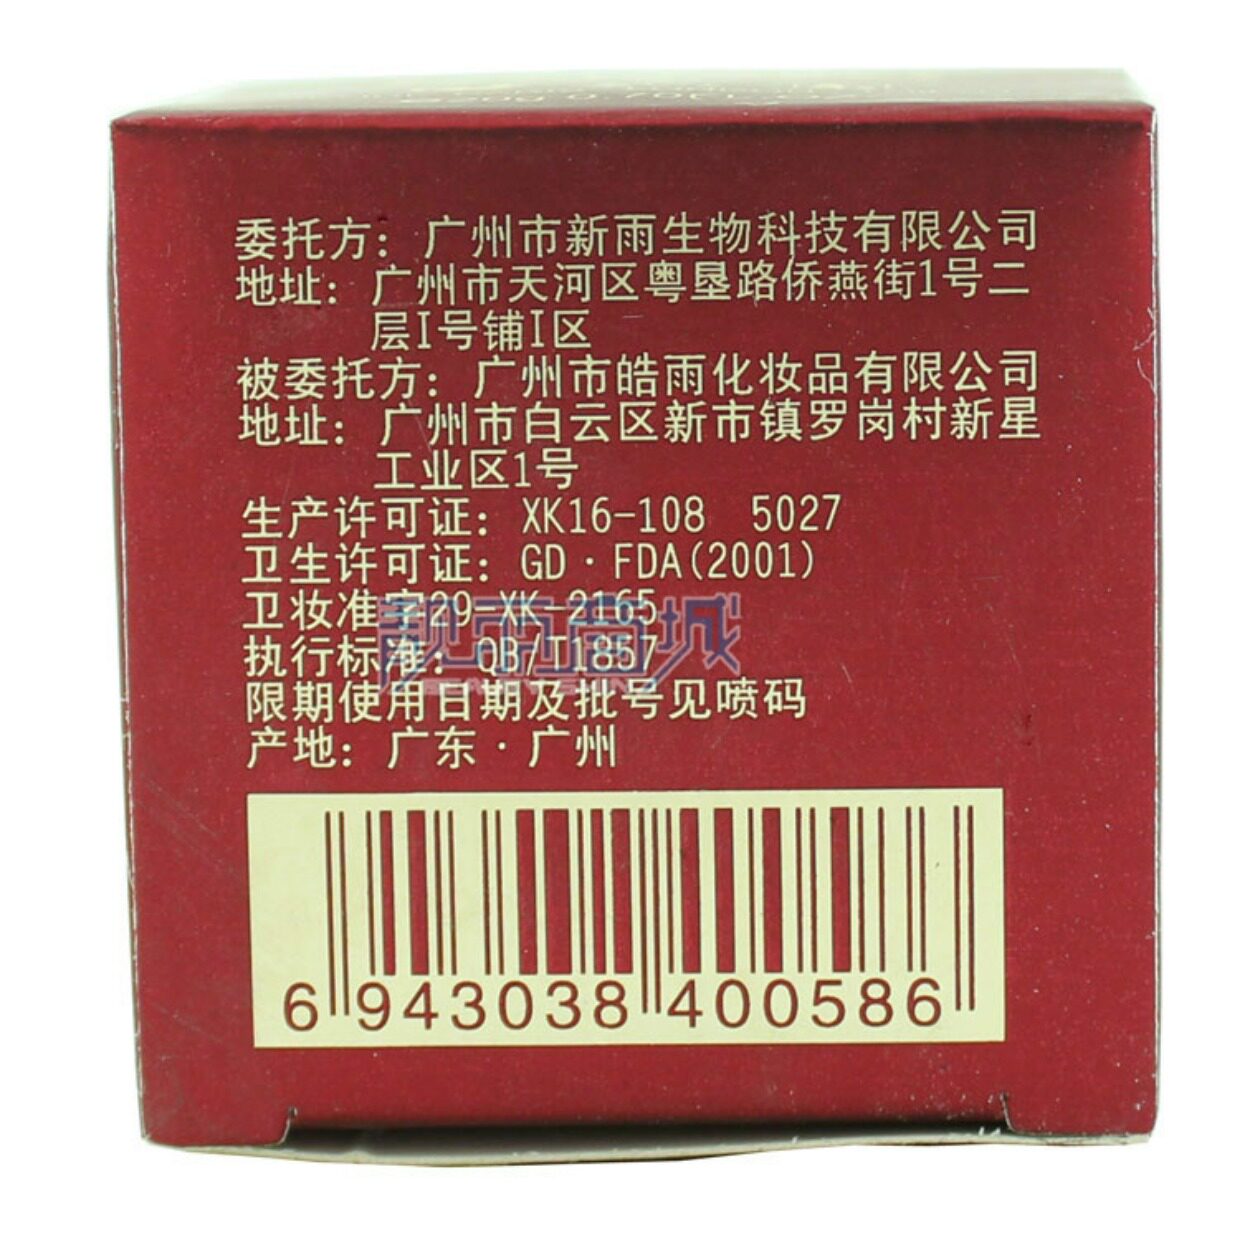 委托方：广州市新雨生物科技有限公司
地址：广州市天河区粤垦路侨燕街1号二
层I号铺I区
被委托方：广州市皓雨化妆品有限公司
地址：广州市白云区新市镇罗岗村新星
工业区1号
生产许可证：XK16-108 5027
卫生许可证：GD·FDA(2001)
卫妆准字29-XK-2165
执行标准：QB/T1857
限期使用日期及批号见喷码
产地：广东·广州
6 943038 400586